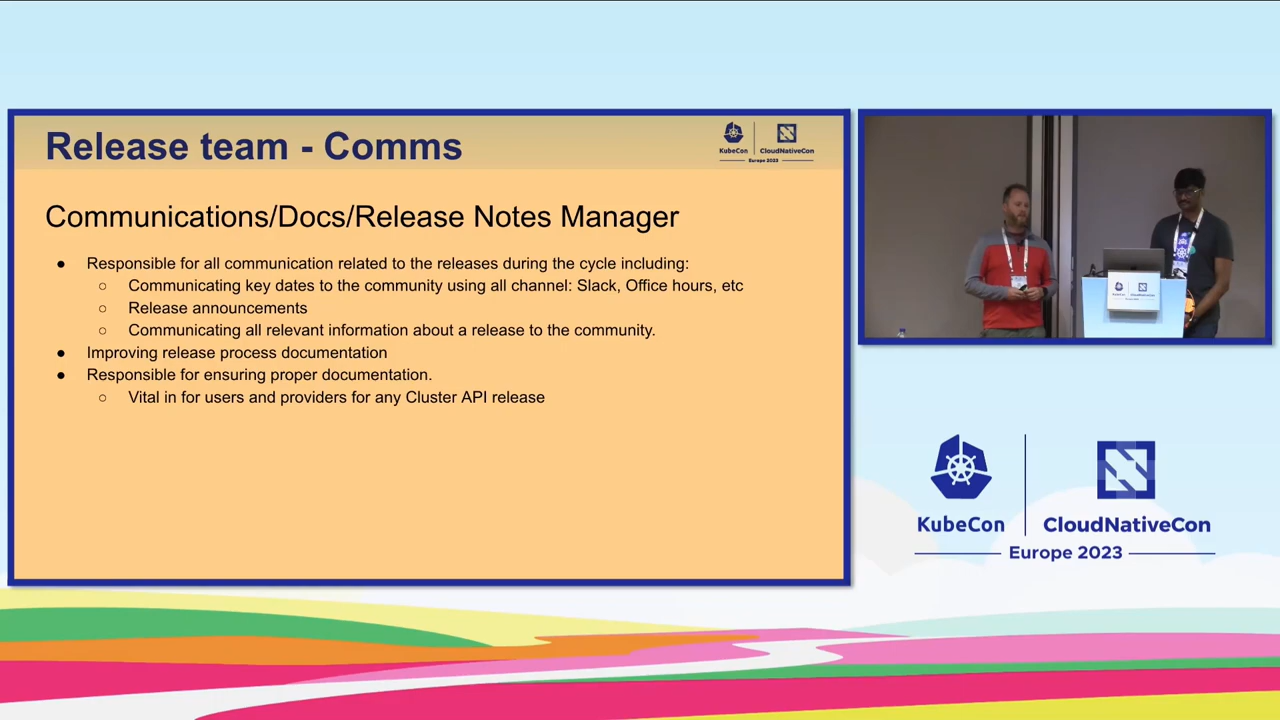 Release team - Comms
KubeCon
CloudNativeCon
Europe 2023
Communications/Docs/Release Notes Manager
● Responsible for all communication related to the releases during the cycle including:
○ Communicating key dates to the community using all channel: Slack, Office hours, etc
○ Release announcements
○ Communicating all relevant information about a release to the community.
● Improving release process documentation
● Responsible for ensuring proper documentation.
○ Vital in for users and providers for any Cluster API release
KubeCon
CloudNativeCon
Europe 2023